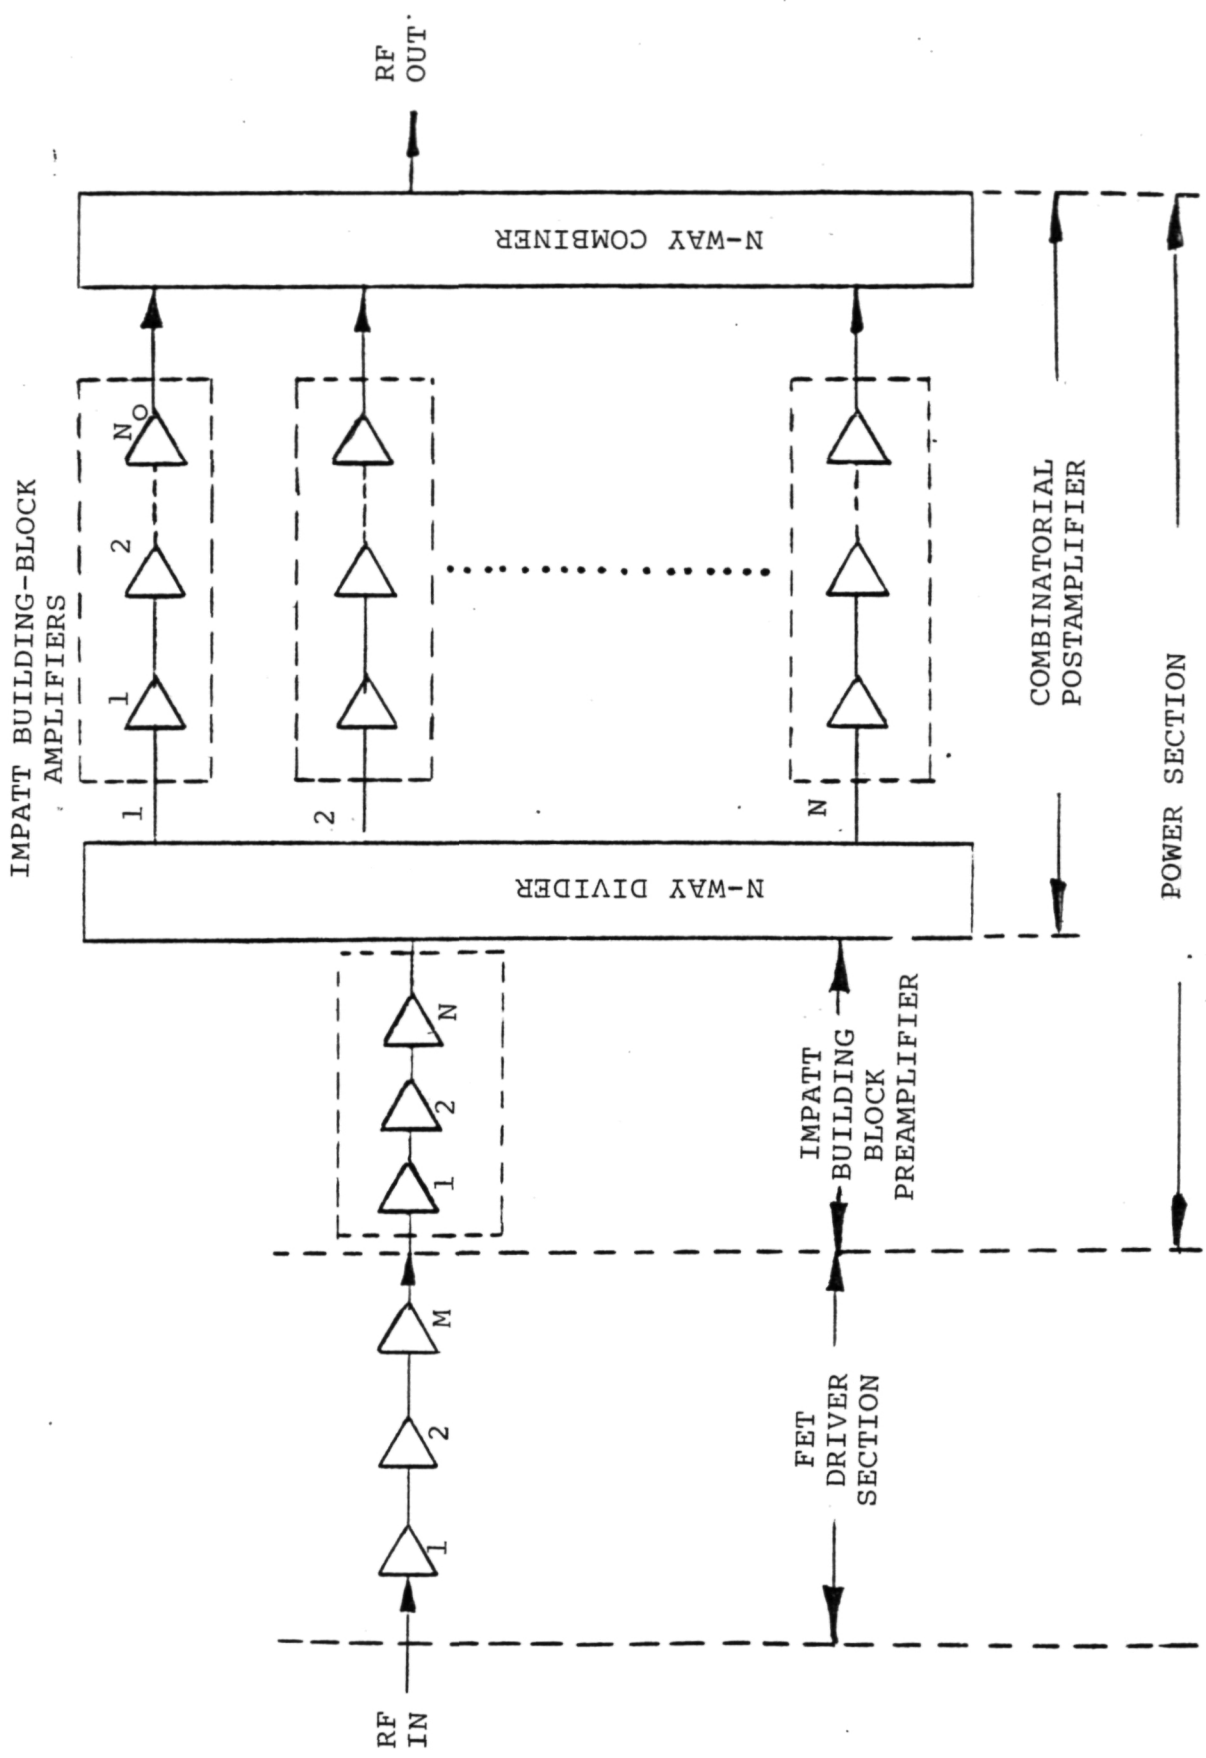 IMPATT BUILDING-BLOCK
AMPLIFIERS
RF
IN
1
2
M
1
2
N
N-WAY DIVIDER
1
2
N
1
2
N₀
N-WAY COMBINER
RF
OUT
FET
DRIVER
SECTION
IMPATT
BUILDING
BLOCK
PREAMPLIFIER
COMBINATORIAL
POSTAMPLIFIER
POWER SECTION